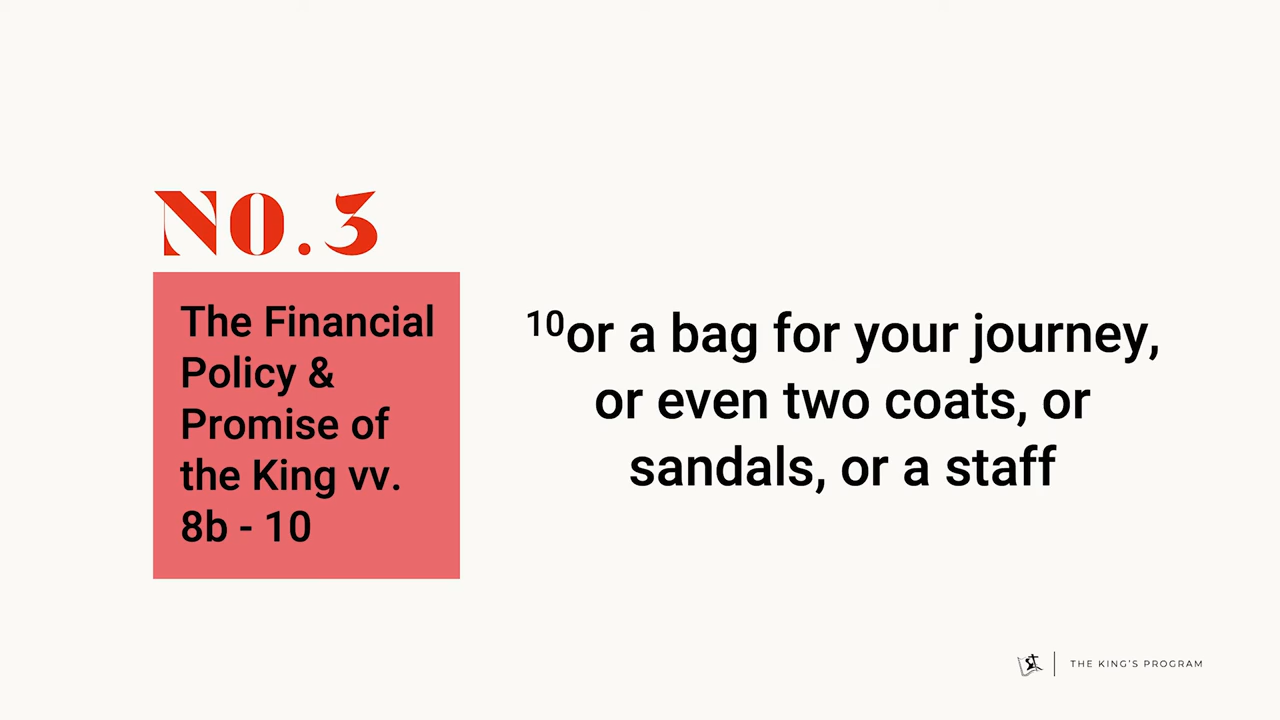 NO.3
The Financial
Policy &
Promise of
the King vv.
8b - 10
10or a bag for your journey,
or even two coats, or
sandals, or a staff
THE KING'S PROGRAM